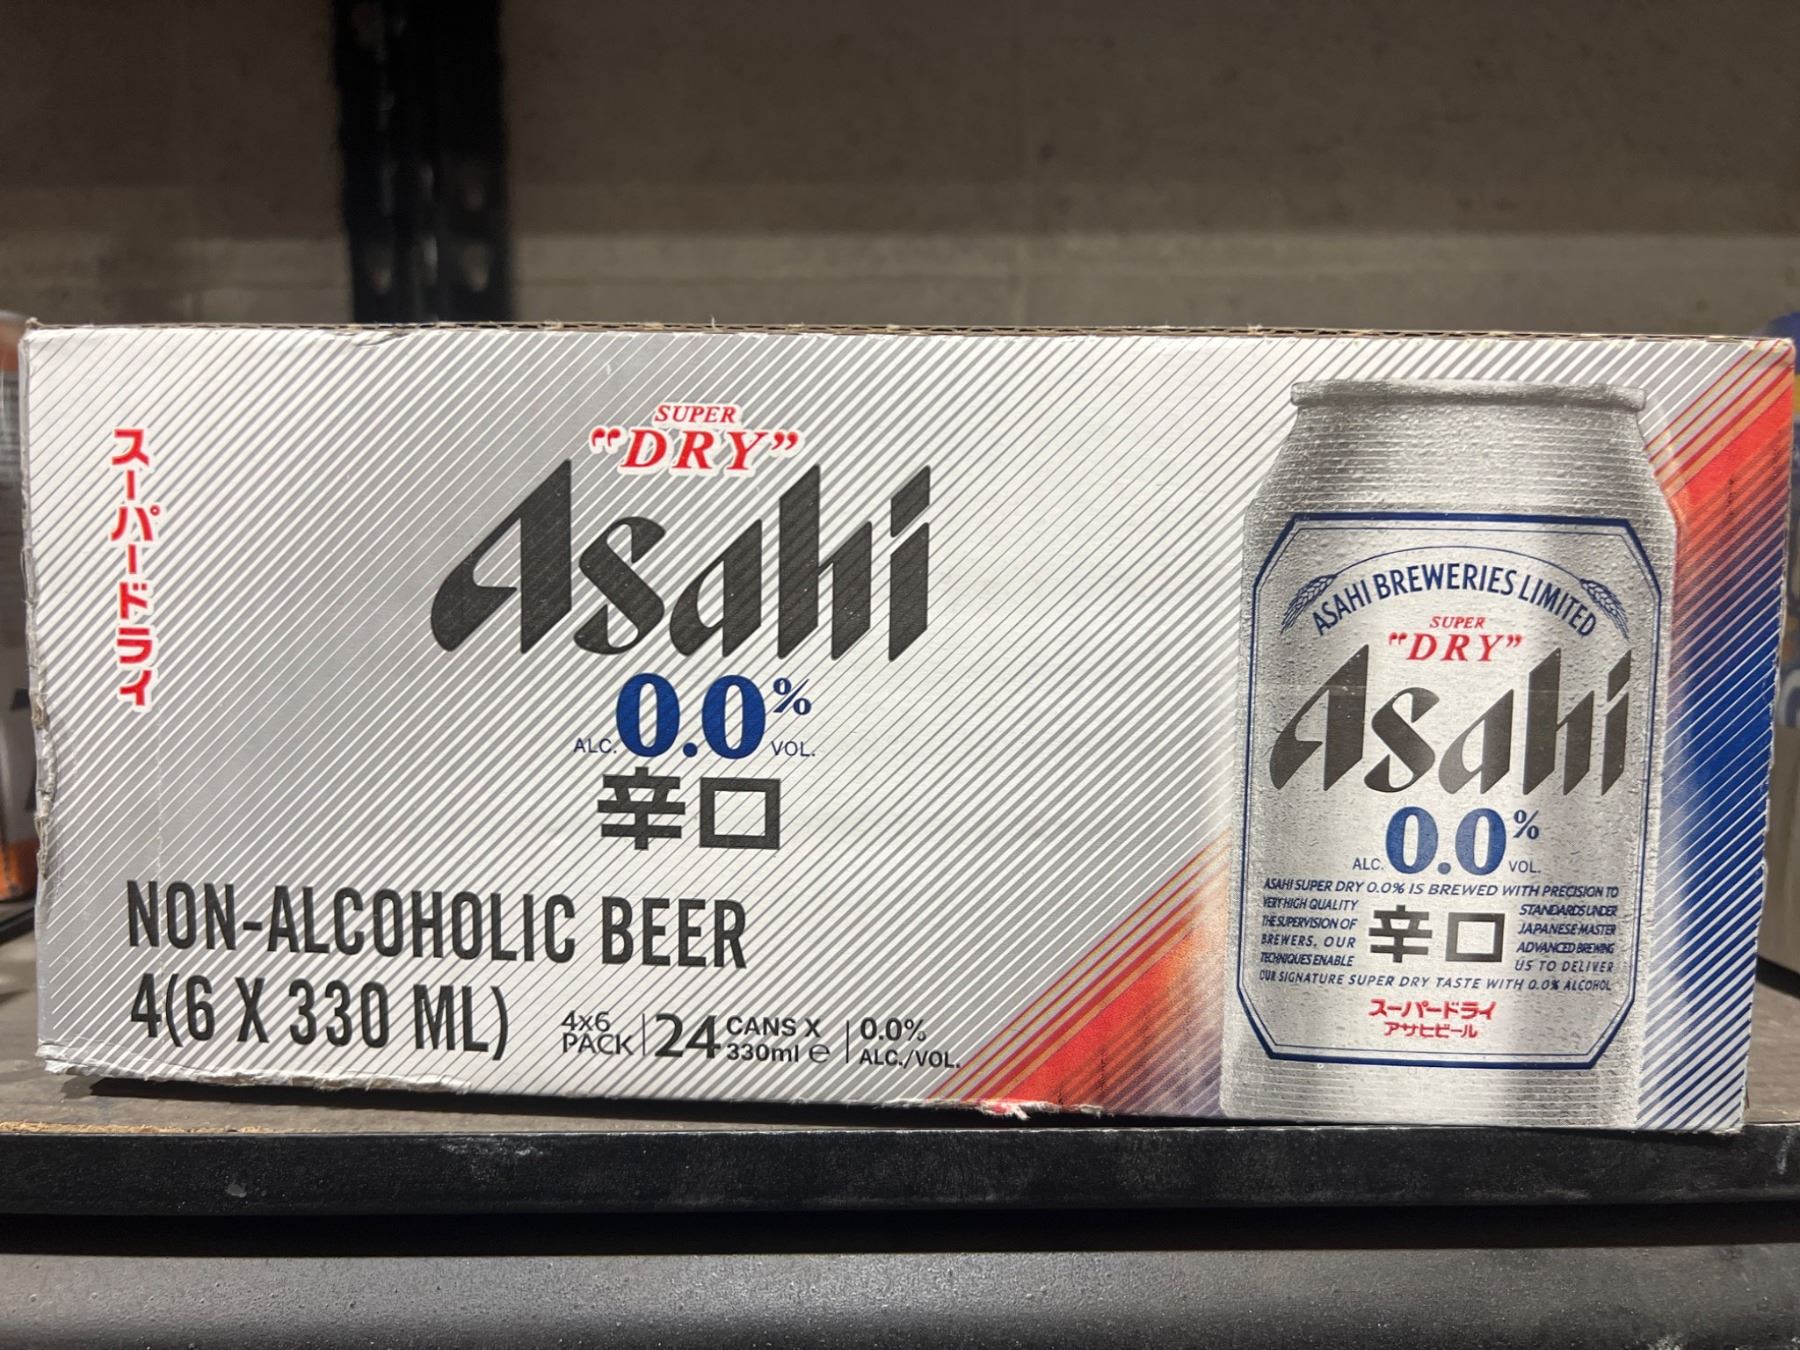 スーパードライ
SUPER
"DRY"
Asahi
ALC. 0.0% VOL.
辛口
NON-ALCOHOLIC BEER
4(6 X 330 ML)
4x6 PACK
24 CANS X 330ml ℮
0.0% ALC./VOL.
ASAHI BREWERIES LIMITED
SUPER
"DRY"
Asahi
ALC. 0.0% VOL.
ASAHI SUPER DRY 0.0% IS BREWED WITH PRECISION TO
VERY HIGH QUALITY STANDARDS UNDER
THE SUPERVISION OF JAPANESE MASTER
BREWERS. OUR ADVANCED BREWING
TECHNIQUES ENABLE US TO DELIVER
辛口
OUR SIGNATURE SUPER DRY TASTE WITH 0.0% ALCOHOL
スーパードライ
アサヒビール